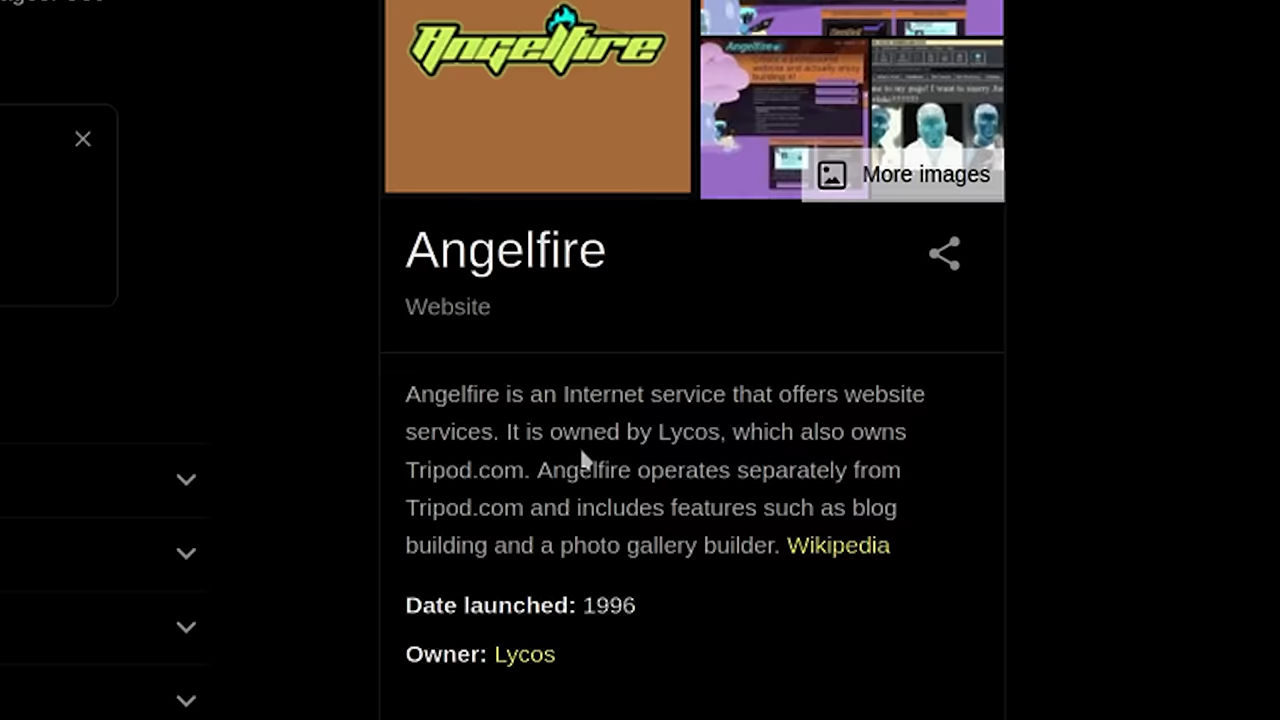 Angelfire
Angelfire
More images
Angelfire
Website
Angelfire is an Internet service that offers website
services. It is owned by Lycos, which also owns
Tripod.com. Angelfire operates separately from
Tripod.com and includes features such as blog
building and a photo gallery builder. Wikipedia
Date launched: 1996
Owner: Lycos